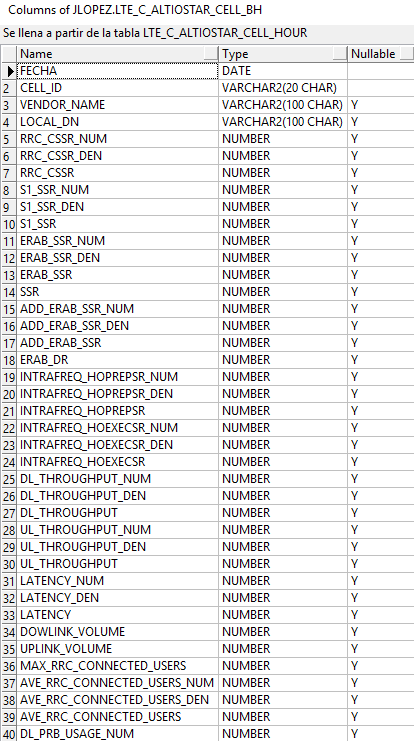 Columns of JLOPEZ.LTE_C_ALTIOSTAR_CELL_BH
Se llena a partir de la tabla LTE_C_ALTIOSTAR_CELL_HOUR
Name Type Nullable
FECHA DATE
2 CELL_ID VARCHAR2(20 CHAR)
3 VENDOR_NAME VARCHAR2(100 CHAR) Y
4 LOCAL_DN VARCHAR2(100 CHAR) Y
5 RRC_CSSR_NUM NUMBER Y
6 RRC_CSSR_DEN NUMBER Y
7 RRC_CSSR NUMBER Y
8 S1_SSR_NUM NUMBER Y
9 S1_SSR_DEN NUMBER Y
10 S1_SSR NUMBER Y
11 ERAB_SSR_NUM NUMBER Y
12 ERAB_SSR_DEN NUMBER Y
13 ERAB_SSR NUMBER Y
14 SSR NUMBER Y
15 ADD_ERAB_SSR_NUM NUMBER Y
16 ADD_ERAB_SSR_DEN NUMBER Y
17 ADD_ERAB_SSR NUMBER Y
18 ERAB_DR NUMBER Y
19 INTRAFREQ_HOPREPSR_NUM NUMBER Y
20 INTRAFREQ_HOPREPSR_DEN NUMBER Y
21 INTRAFREQ_HOPREPSR NUMBER Y
22 INTRAFREQ_HOEXECSR_NUM NUMBER Y
23 INTRAFREQ_HOEXECSR_DEN NUMBER Y
24 INTRAFREQ_HOEXECSR NUMBER Y
25 DL_THROUGHPUT_NUM NUMBER Y
26 DL_THROUGHPUT_DEN NUMBER Y
27 DL_THROUGHPUT NUMBER Y
28 UL_THROUGHPUT_NUM NUMBER Y
29 UL_THROUGHPUT_DEN NUMBER Y
30 UL_THROUGHPUT NUMBER Y
31 LATENCY_NUM NUMBER Y
32 LATENCY_DEN NUMBER Y
33 LATENCY NUMBER Y
34 DOWLINK_VOLUME NUMBER Y
35 UPLINK_VOLUME NUMBER Y
36 MAX_RRC_CONNECTED_USERS NUMBER Y
37 AVE_RRC_CONNECTED_USERS_NUM NUMBER Y
38 AVE_RRC_CONNECTED_USERS_DEN NUMBER Y
39 AVE_RRC_CONNECTED_USERS NUMBER Y
40 DL_PRB_USAGE_NUM NUMBER Y